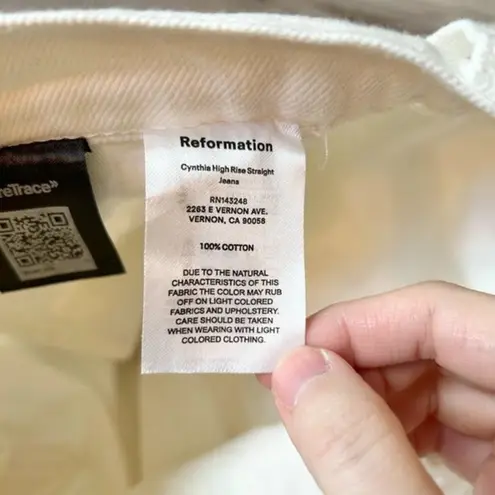 Reformation
Cynthia High Rise Straight
Jeans
RN143248
2263 E VERNON AVE.
VERNON, CA 90058
100% COTTON
DUE TO THE NATURAL
CHARACTERISTICS OF THIS
FABRIC THE COLOR MAY RUB
OFF ON LIGHT COLORED
FABRICS AND UPHOLSTERY.
CARE SHOULD BE TAKEN
WHEN WEARING WITH LIGHT
COLORED CLOTHING.
reTrace»